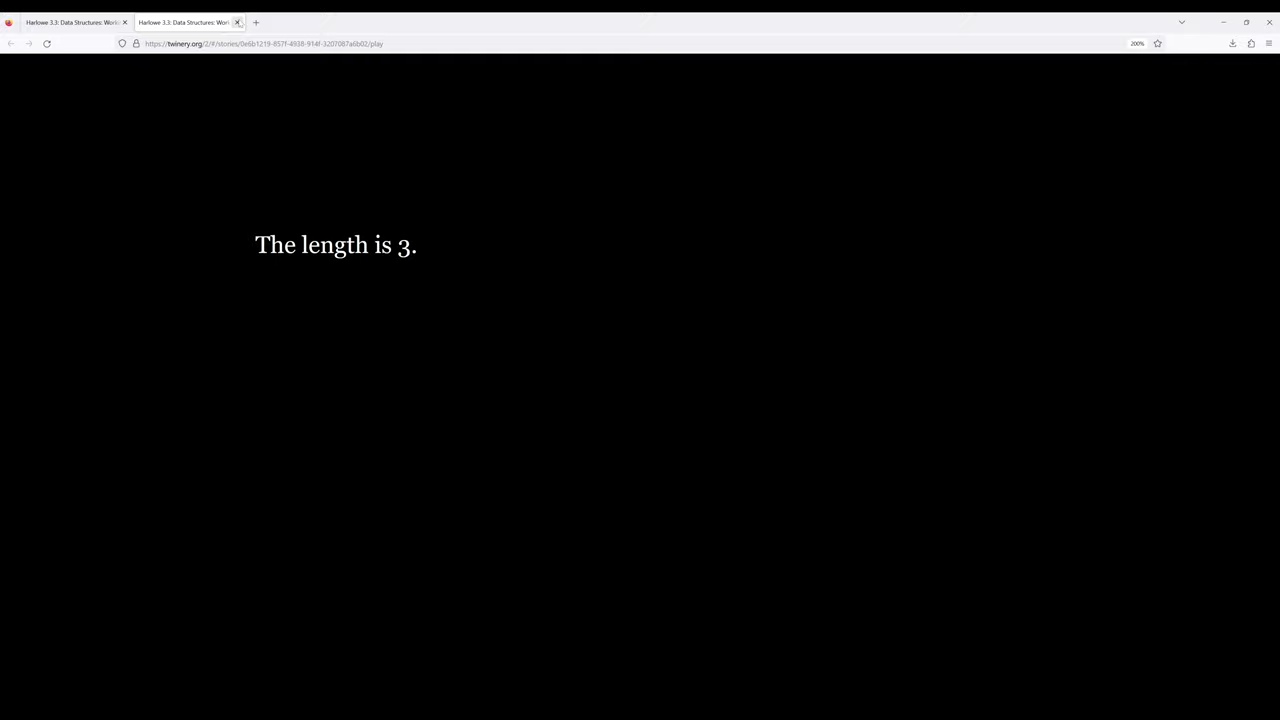 Harlowe 3.3: Data Structures: Work
Harlowe 3.3: Data Structures: Wor
https://twinery.org/2/#/stories/0e6b1219-857f-4938-914f-3207087a6b02/play
200%
The length is 3.